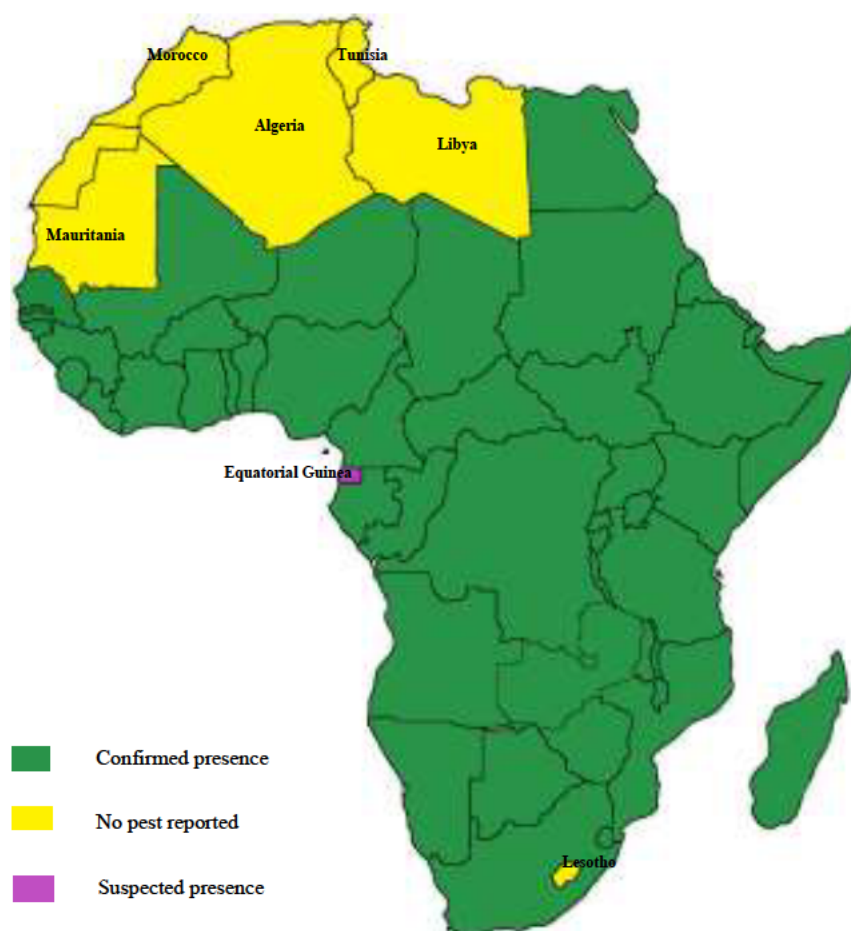 Morocco
Tunisia
Algeria
Libya
Mauritania
Equatorial Guinea
Confirmed presence
No pest reported
Lesotho
Suspected presence